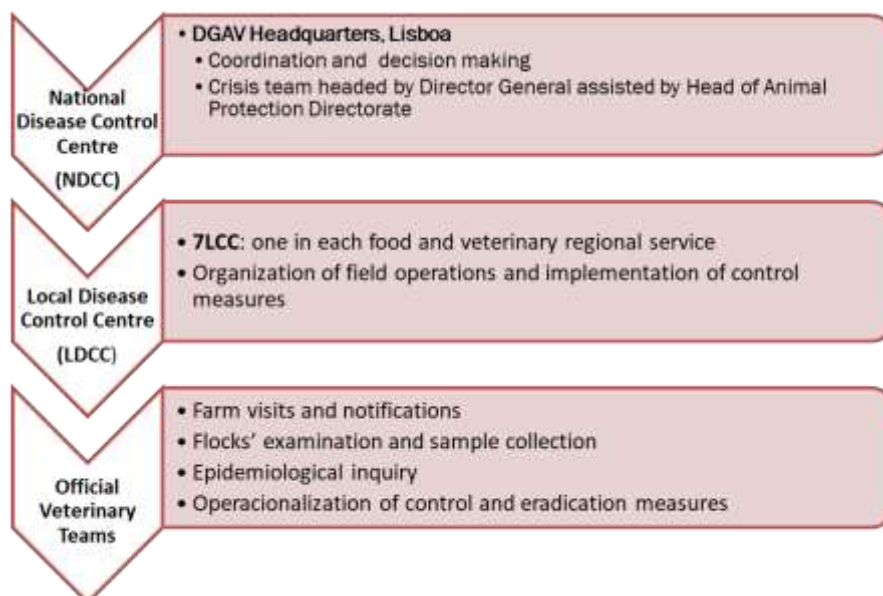 National
Disease Control
Centre
(NDCC)
• DGAV Headquarters, Lisboa
• Coordination and decision making
• Crisis team headed by Director General assisted by Head of Animal
Protection Directorate
Local Disease
Control Centre
(LDCC)
• 7LCC: one in each food and veterinary regional service
• Organization of field operations and implementation of control
measures
Official
Veterinary
Teams
• Farm visits and notifications
• Flocks’ examination and sample collection
• Epidemiological inquiry
• Operacionalization of control and eradication measures